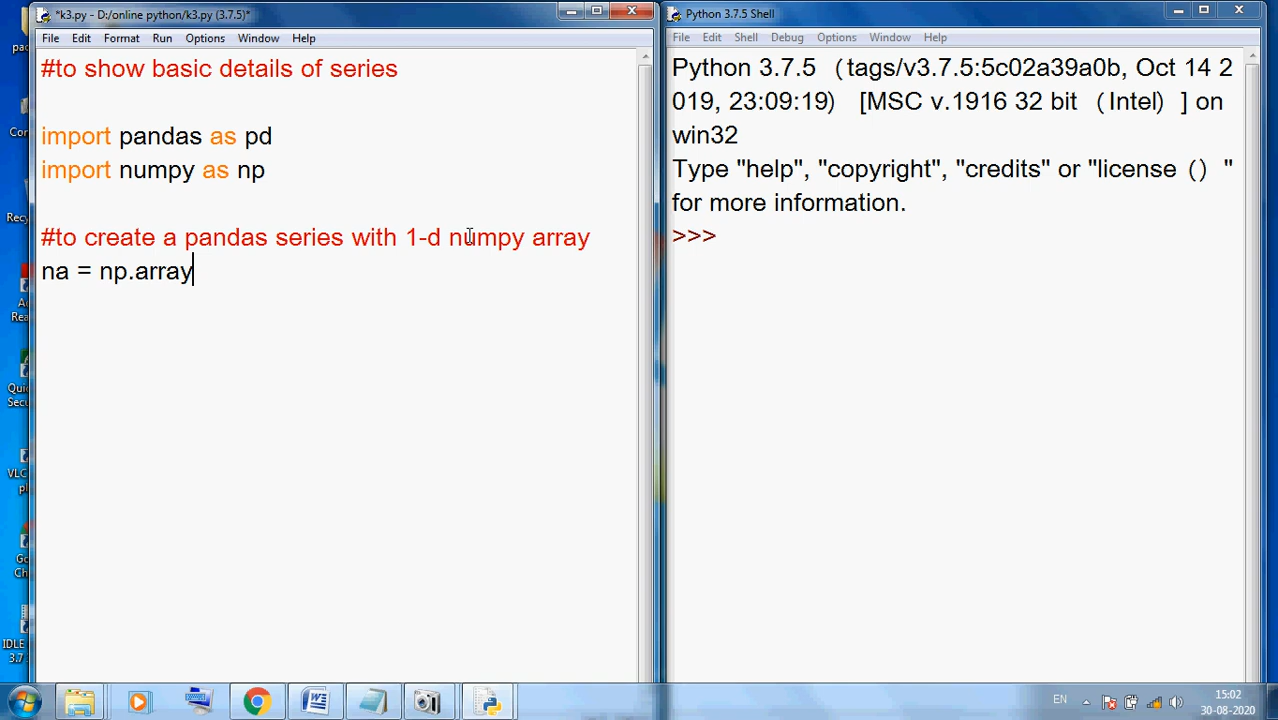 *k3.py - D:/online python/k3.py (3.7.5)*
File Edit Format Run Options Window Help
#to show basic details of series
import pandas as pd
import numpy as np
#to create a pandas series with 1-d numpy array
na = np.array
Python 3.7.5 Shell
File Edit Shell Debug Options Window Help
Python 3.7.5 (tags/v3.7.5:5c02a39a0b, Oct 14 2
019, 23:09:19) [MSC v.1916 32 bit (Intel) ] on
win32
Type "help", "copyright", "credits" or "license () "
for more information.
>>>
IDLE
3.7
EN
15:02
30-08-2020